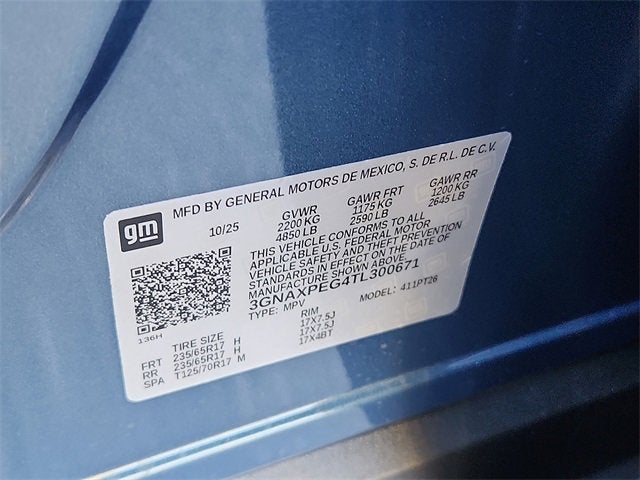 gm
MFD BY GENERAL MOTORS DE MEXICO, S. DE R.L. DE C.V.
10/25 GVWR GAWR FRT GAWR RR
2200 KG 1175 KG 1200 KG
4850 LB 2590 LB 2645 LB
THIS VEHICLE CONFORMS TO ALL
APPLICABLE U.S. FEDERAL MOTOR
VEHICLE SAFETY AND THEFT PREVENTION
STANDARDS IN EFFECT ON THE DATE OF
MANUFACTURE SHOWN ABOVE.
3GNAXPEG4TL300671
TYPE: MPV MODEL: 411PT26
136H
TIRE SIZE RIM
FRT 235/65R17 H 17X7.5J
RR 235/65R17 H 17X7.5J
SPA T125/70R17 M 17X4BT